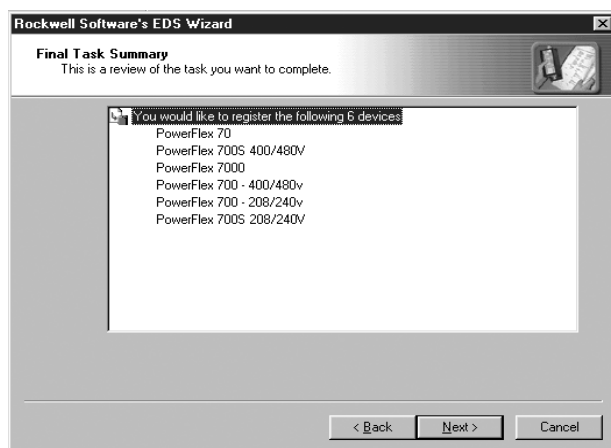 Rockwell Software's EDS Wizard
Final Task Summary
This is a review of the task you want to complete.
You would like to register the following 6 devices
PowerFlex 70
PowerFlex 700S 400/480V
PowerFlex 7000
PowerFlex 700 - 400/480v
PowerFlex 700 - 208/240v
PowerFlex 700S 208/240V
< Back
Next >
Cancel